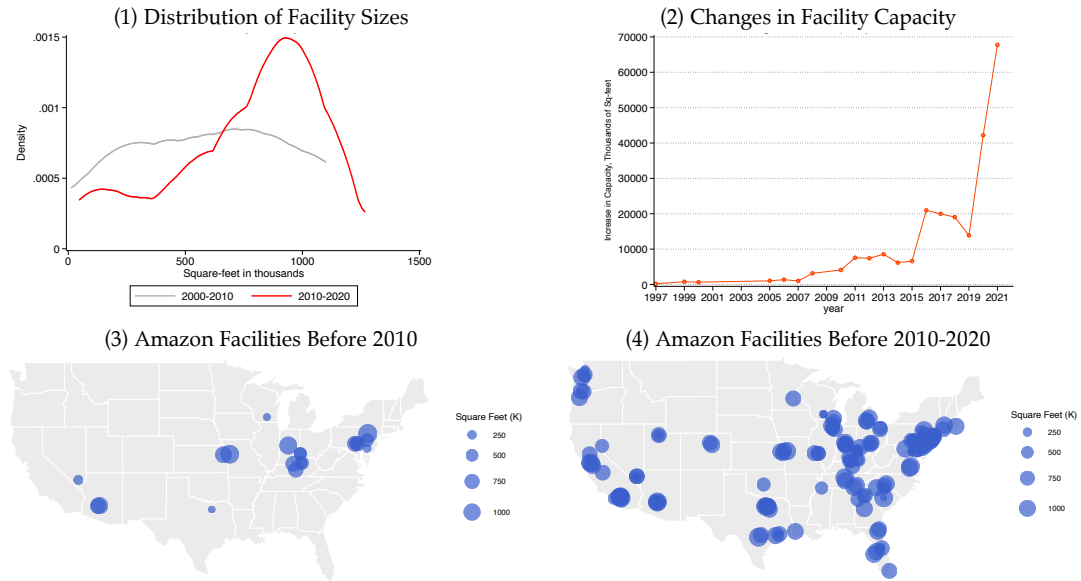 (1) Distribution of Facility Sizes
.0015
.001
.0005
0
Density
0 500 1000 1500
Square-feet in thousands
2000-2010 2010-2020
(2) Changes in Facility Capacity
70000
60000
50000
40000
30000
20000
10000
0
Increase in Capacity, Thousands of Sq-feet
1997 1999 2001 2003 2005 2007 2009 2011 2013 2015 2017 2019 2021
year
(3) Amazon Facilities Before 2010
Square Feet (K)
250
500
750
1000
(4) Amazon Facilities Before 2010-2020
Square Feet (K)
250
500
750
1000